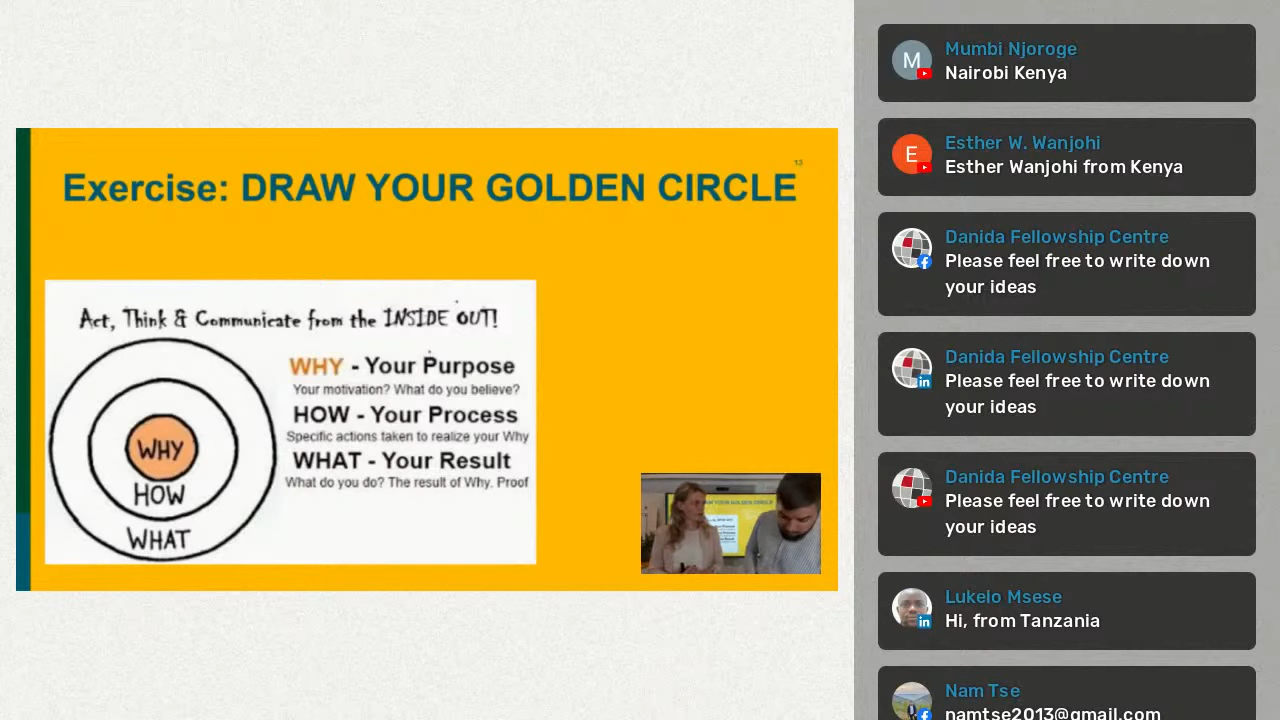 13
Exercise: DRAW YOUR GOLDEN CIRCLE
Act, Think & Communicate from the INSIDE OUT!
WHY - Your Purpose
Your motivation? What do you believe?
HOW - Your Process
Specific actions taken to realize your Why
WHAT - Your Result
What do you do? The result of Why. Proof
WHY
HOW
WHAT
DRAW YOUR GOLDEN CIRCLE
M
Mumbi Njoroge
Nairobi Kenya
E
Esther W. Wanjohi
Esther Wanjohi from Kenya
Danida Fellowship Centre
Please feel free to write down
your ideas
Danida Fellowship Centre
Please feel free to write down
your ideas
Danida Fellowship Centre
Please feel free to write down
your ideas
Lukelo Msese
Hi, from Tanzania
Nam Tse
namtse2013@gmail.com